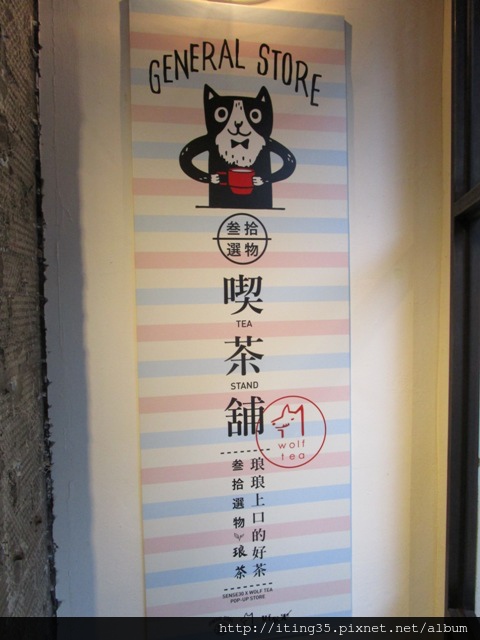 GENERAL STORE
叁拾
選物
喫
TEA
茶
STAND
舖
wolf
tea
琅琅上口的好茶
叁拾選物 琅茶
SENSE30 X WOLF TEA
POP-UP STORE
http://iting35.pixnet.net/album